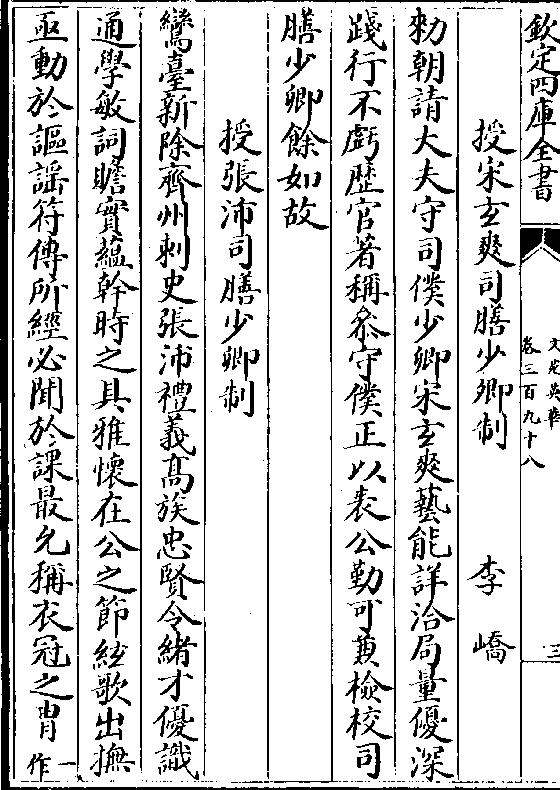 欽定四庫全書
文苑英華
卷三百九十八
三
授宋玄爽司膳少卿制 李嶠
勑朝請大夫守司僕少卿宋玄爽藝能詳洽局量優深
踐行不虧歷官著稱叅守僕正以表公勤可兼檢校司
膳少卿餘如故
授張沛司膳少卿制
鸞臺新除齊州刺史張沛禮義髙族忠賢令緒才優識
通學敏詞贍實蘊幹時之具雅懷在公之節絃歌出撫
亟動於謳謡符傳所經必聞於課最允稱衣冠之胄一作